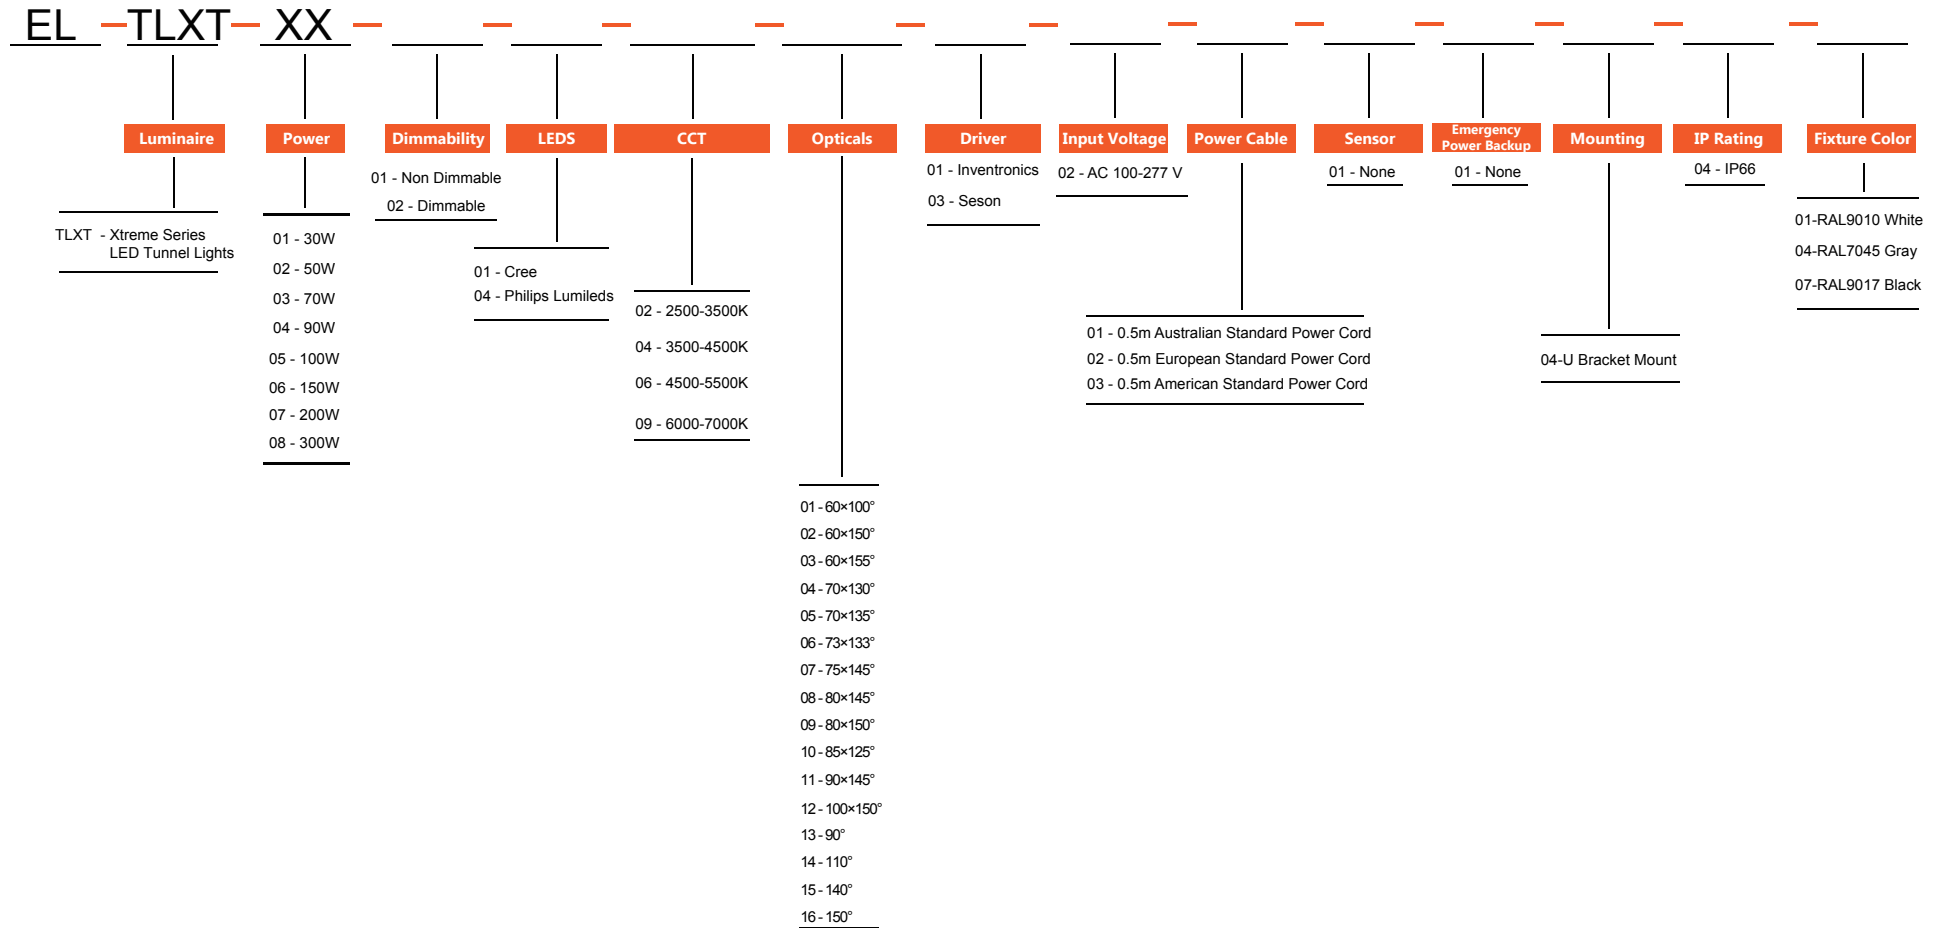 EL TLXT XX
Luminaire
TLXT - Xtreme Series
LED Tunnel Lights
Power
01 - 30W
02 - 50W
03 - 70W
04 - 90W
05 - 100W
06 - 150W
07 - 200W
08 - 300W
Dimmability
01 - Non Dimmable
02 - Dimmable
LEDS
01 - Cree
04 - Philips Lumileds
CCT
02 - 2500-3500K
04 - 3500-4500K
06 - 4500-5500K
09 - 6000-7000K
Opticals
01 - 60×100°
02 - 60×150°
03 - 60×155°
04 - 70×130°
05 - 70×135°
06 - 73×133°
07 - 75×145°
08 - 80×145°
09 - 80×150°
10 - 85×125°
11 - 90×145°
12 - 100×150°
13 - 90°
14 - 110°
15 - 140°
16 - 150°
Driver
01 - Inventronics
03 - Seson
Input Voltage
02 - AC 100-277 V
Power Cable
01 - 0.5m Australian Standard Power Cord
02 - 0.5m European Standard Power Cord
03 - 0.5m American Standard Power Cord
Sensor
01 - None
Emergency
Power Backup
01 - None
Mounting
04-U Bracket Mount
IP Rating
04 - IP66
Fixture Color
01-RAL9010 White
04-RAL7045 Gray
07-RAL9017 Black